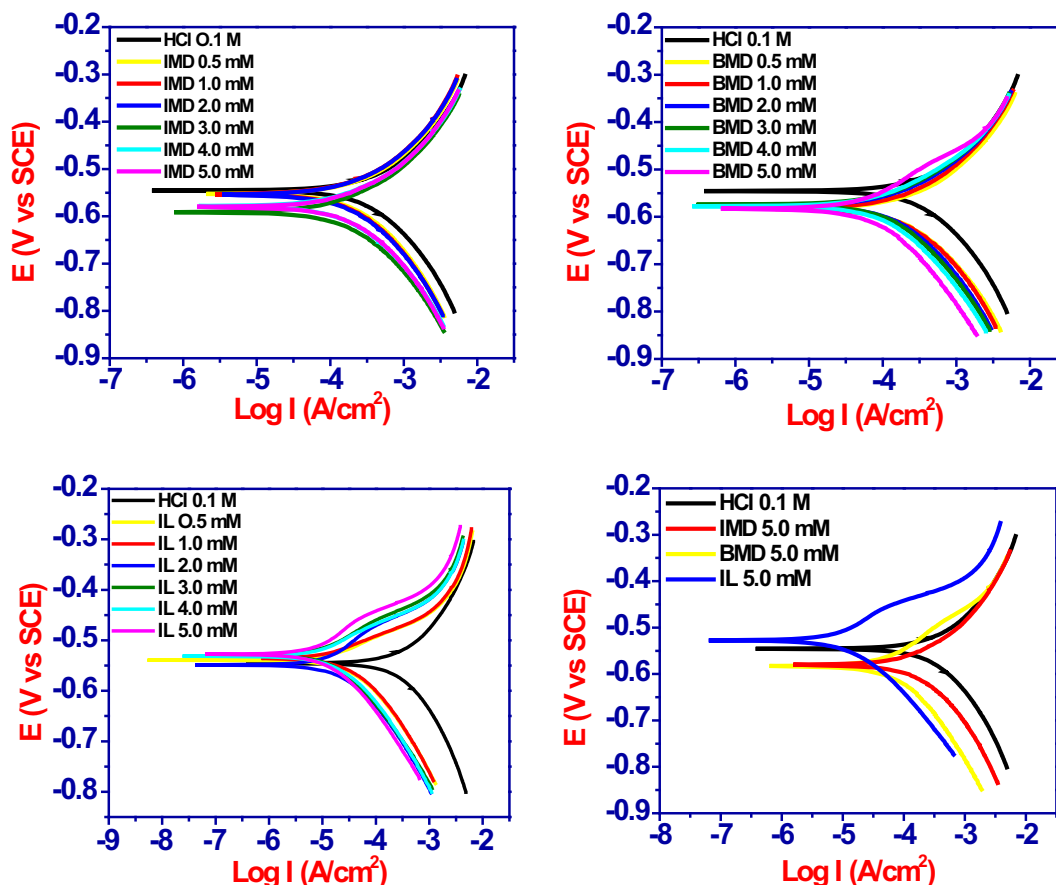 -0.2
-0.3
-0.4
-0.5
-0.6
-0.7
-0.8
-0.9
E (V vs SCE)
HCl O.1 M
IMD 0.5 mM
IMD 1.0 mM
IMD 2.0 mM
IMD 3.0 mM
IMD 4.0 mM
IMD 5.0 mM
-7 -6 -5 -4 -3 -2
Log I (A/cm²)
-0.2
-0.3
-0.4
-0.5
-0.6
-0.7
-0.8
-0.9
E (V vs SCE)
HCl 0.1 M
BMD 0.5 mM
BMD 1.0 mM
BMD 2.0 mM
BMD 3.0 mM
BMD 4.0 mM
BMD 5.0 mM
-7 -6 -5 -4 -3 -2
Log I (A/cm²)
-0.2
-0.3
-0.4
-0.5
-0.6
-0.7
-0.8
E (V vs SCE)
HCl 0.1 M
IL O.5 mM
IL 1.0 mM
IL 2.0 mM
IL 3.0 mM
IL 4.0 mM
IL 5.0 mM
-9 -8 -7 -6 -5 -4 -3 -2 -1
Log I (A/cm²)
-0.2
-0.3
-0.4
-0.5
-0.6
-0.7
-0.8
-0.9
E (V vs SCE)
HCl 0.1 M
IMD 5.0 mM
BMD 5.0 mM
IL 5.0 mM
-8 -7 -6 -5 -4 -3 -2
Log I (A/cm²)